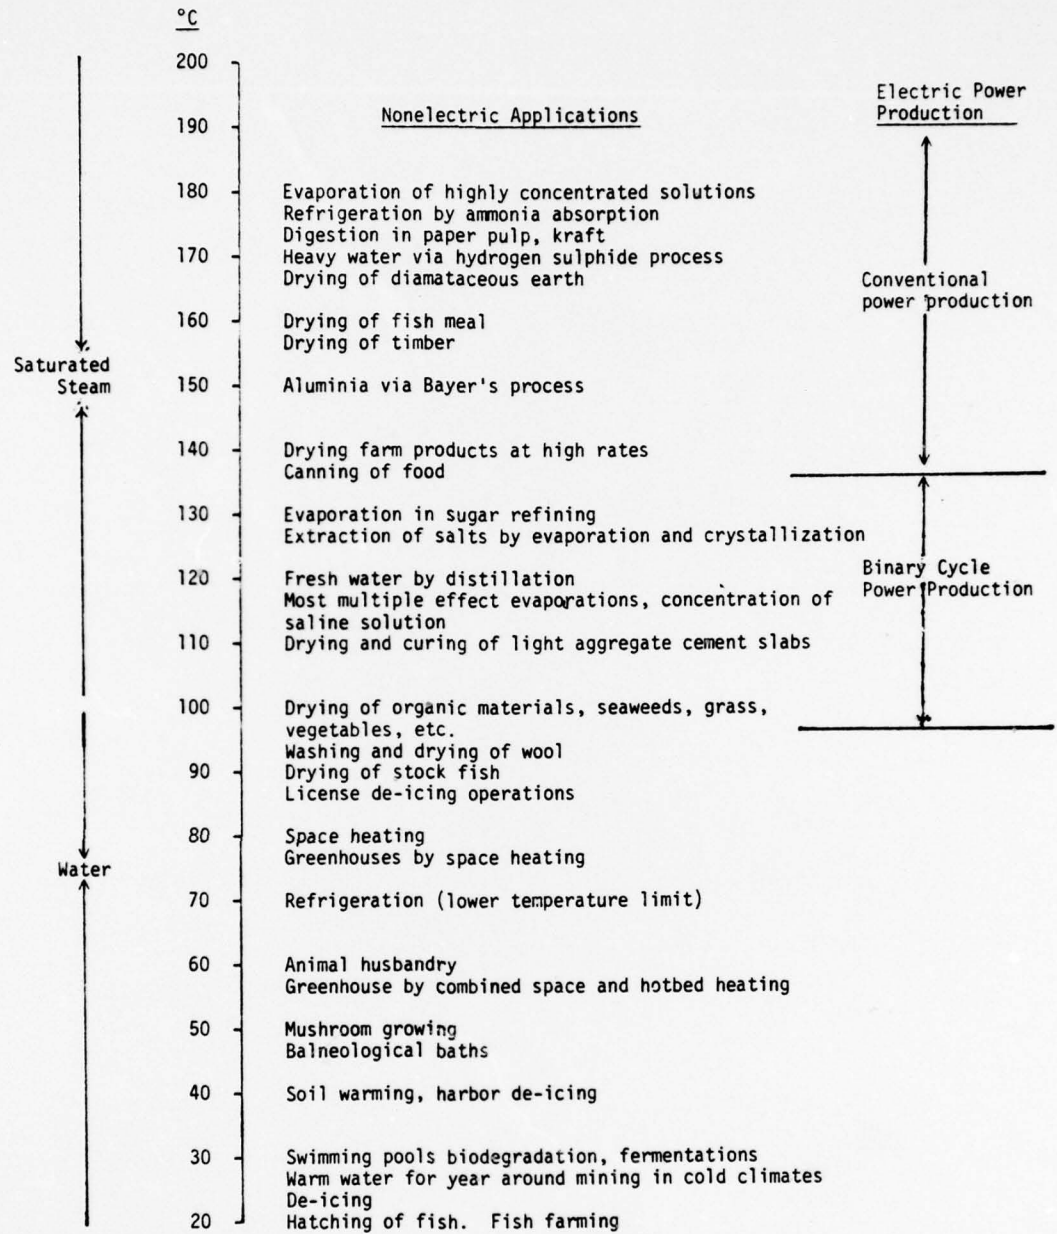 °C
200
Electric Power
Production
Nonelectric Applications
190
180 Evaporation of highly concentrated solutions
Refrigeration by ammonia absorption
Digestion in paper pulp, kraft
170 Heavy water via hydrogen sulphide process
Drying of diamataceous earth
Conventional
power production
160 Drying of fish meal
Drying of timber
Saturated
Steam
150 Aluminia via Bayer's process
140 Drying farm products at high rates
Canning of food
130 Evaporation in sugar refining
Extraction of salts by evaporation and crystallization
Binary Cycle
Power Production
120 Fresh water by distillation
Most multiple effect evaporations, concentration of
saline solution
110 Drying and curing of light aggregate cement slabs
100 Drying of organic materials, seaweeds, grass,
vegetables, etc.
Washing and drying of wool
90 Drying of stock fish
License de-icing operations
80 Space heating
Greenhouses by space heating
Water
70 Refrigeration (lower temperature limit)
60 Animal husbandry
Greenhouse by combined space and hotbed heating
50 Mushroom growing
Balneological baths
40 Soil warming, harbor de-icing
30 Swimming pools biodegradation, fermentations
Warm water for year around mining in cold climates
De-icing
20 Hatching of fish. Fish farming